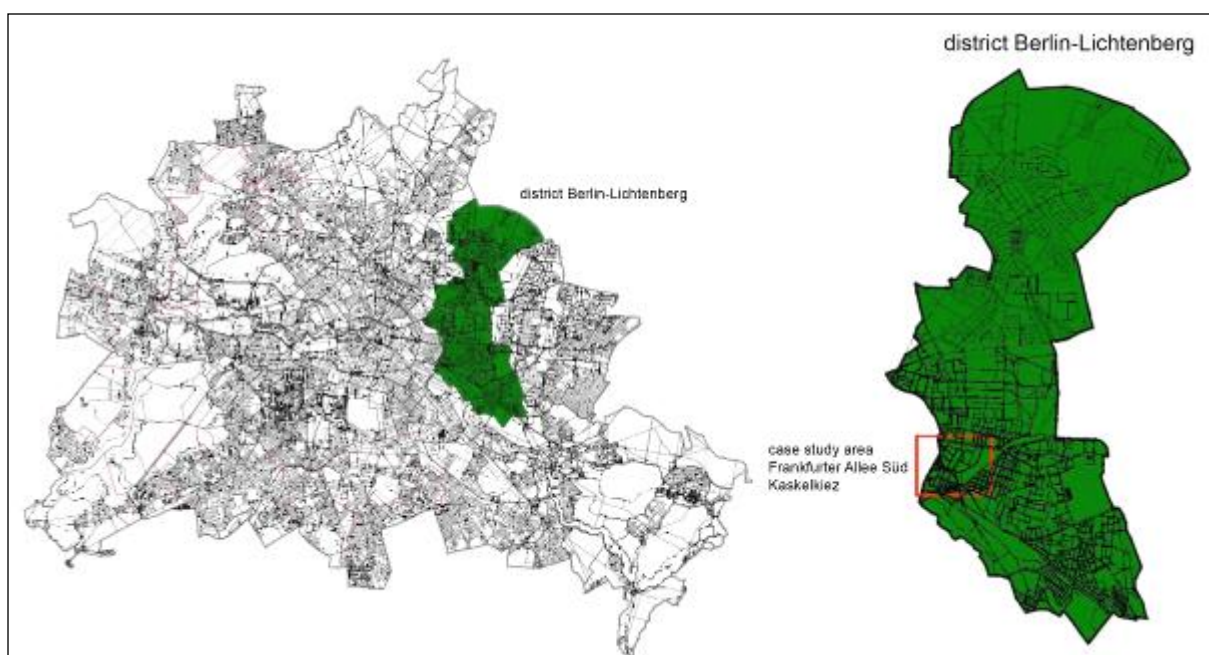 district Berlin-Lichtenberg
district Berlin-Lichtenberg
case study area
Frankfurter Allee Süd
Kaskelkiez